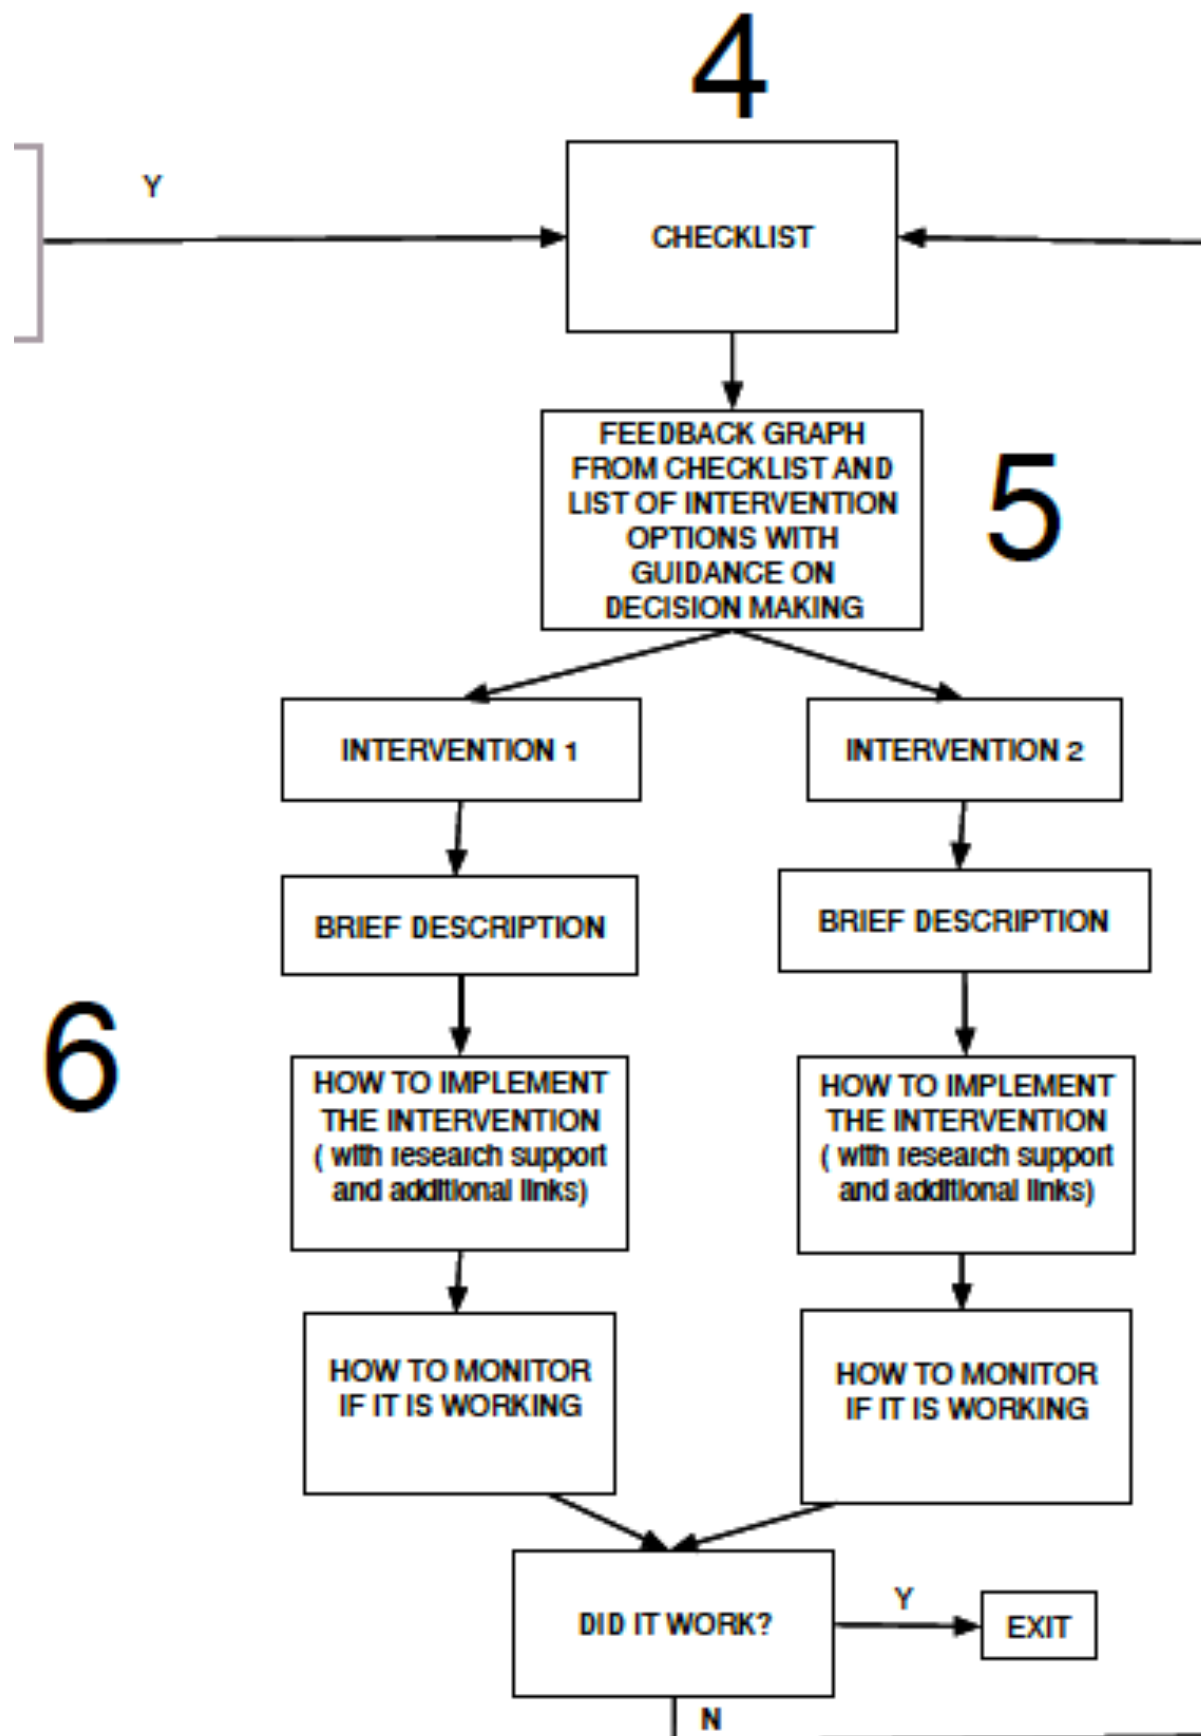 4
Y
CHECKLIST
FEEDBACK GRAPH
FROM CHECKLIST AND
LIST OF INTERVENTION
OPTIONS WITH
GUIDANCE ON
DECISION MAKING
5
INTERVENTION 1
INTERVENTION 2
BRIEF DESCRIPTION
BRIEF DESCRIPTION
6
HOW TO IMPLEMENT
THE INTERVENTION
( with research support
and additional links)
HOW TO IMPLEMENT
THE INTERVENTION
( with research support
and additional links)
HOW TO MONITOR
IF IT IS WORKING
HOW TO MONITOR
IF IT IS WORKING
DID IT WORK?
Y
EXIT
N